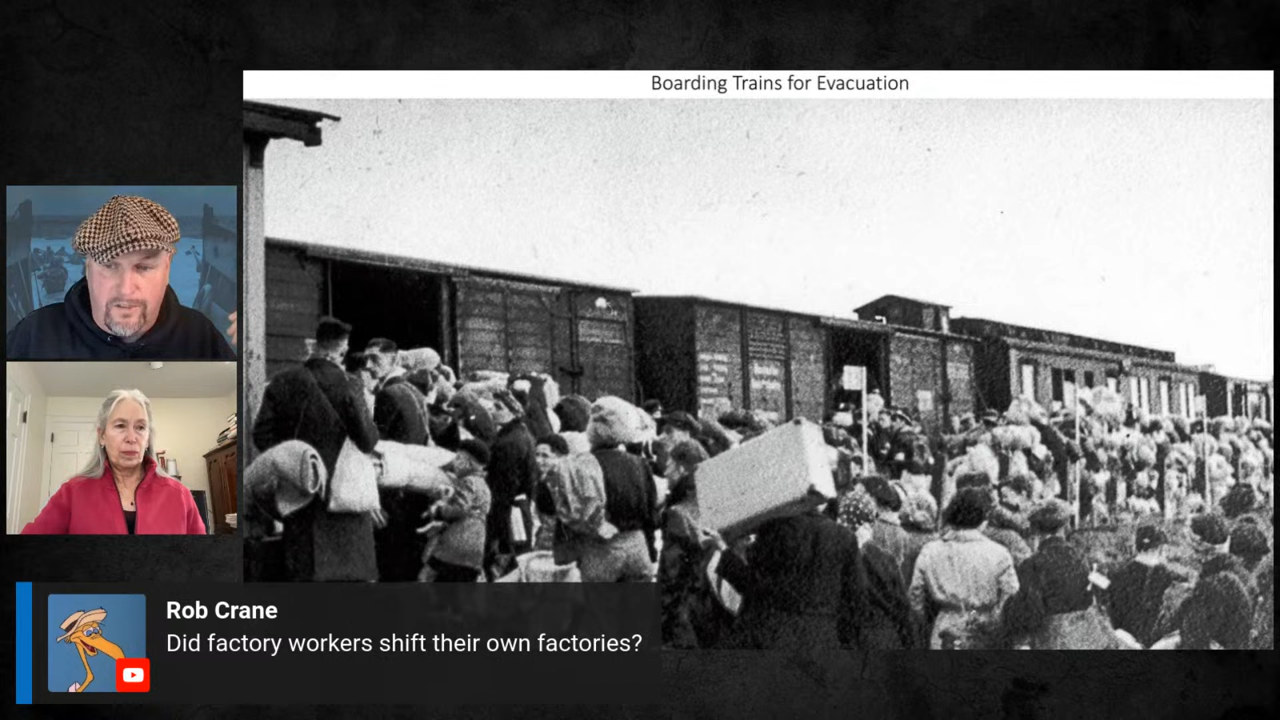 Boarding Trains for Evacuation
Rob Crane
Did factory workers shift their own factories?